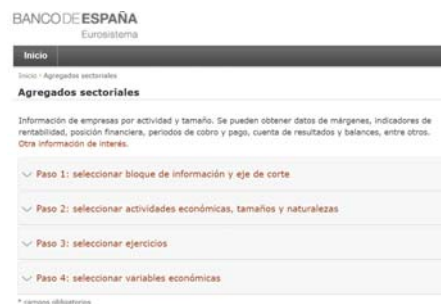 BANCO DE ESPAÑA
Eurosistema
Inicio
Inicio › Agregados sectoriales
Agregados sectoriales
Información de empresas por actividad y tamaño. Se pueden obtener datos de márgenes, indicadores de
rentabilidad, posición financiera, periodos de cobro y pago, cuenta de resultados y balances, entre otros.
Otra información de interés.
Paso 1: seleccionar bloque de información y eje de corte
Paso 2: seleccionar actividades económicas, tamaños y naturalezas
Paso 3: seleccionar ejercicios
Paso 4: seleccionar variables económicas
* campos obligatorios